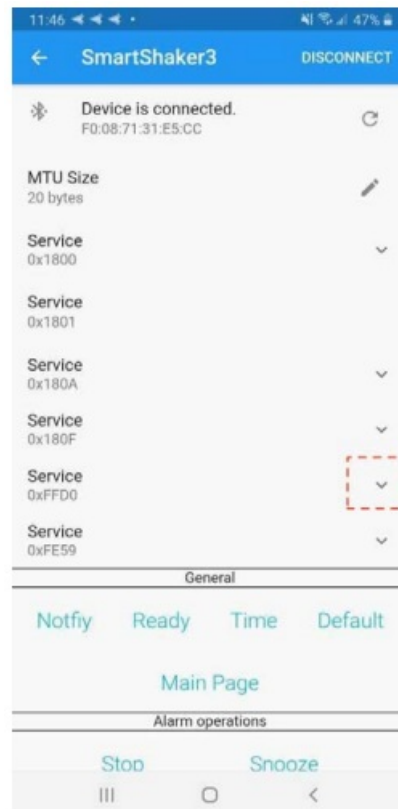 11:46 47%
SmartShaker3 DISCONNECT
Device is connected.
F0:08:71:31:E5:CC
MTU Size
20 bytes
Service
0x1800
Service
0x1801
Service
0x180A
Service
0x180F
Service
0xFFD0
Service
0xFE59
General
Notfiy Ready Time Default
Main Page
Alarm operations
Stop Snooze